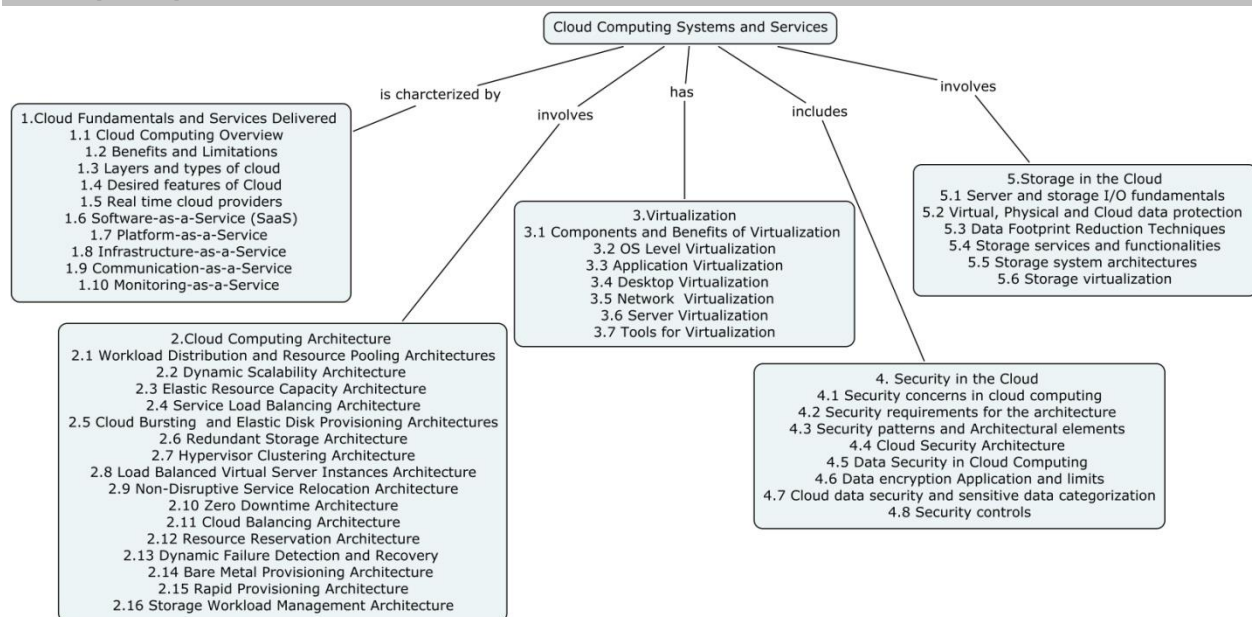 Cloud Computing Systems and Services
is charcterized by
involves
has
includes
involves
1.Cloud Fundamentals and Services Delivered
1.1 Cloud Computing Overview
1.2 Benefits and Limitations
1.3 Layers and types of cloud
1.4 Desired features of Cloud
1.5 Real time cloud providers
1.6 Software-as-a-Service (SaaS)
1.7 Platform-as-a-Service
1.8 Infrastructure-as-a-Service
1.9 Communication-as-a-Service
1.10 Monitoring-as-a-Service
2.Cloud Computing Architecture
2.1 Workload Distribution and Resource Pooling Architectures
2.2 Dynamic Scalability Architecture
2.3 Elastic Resource Capacity Architecture
2.4 Service Load Balancing Architecture
2.5 Cloud Bursting and Elastic Disk Provisioning Architectures
2.6 Redundant Storage Architecture
2.7 Hypervisor Clustering Architecture
2.8 Load Balanced Virtual Server Instances Architecture
2.9 Non-Disruptive Service Relocation Architecture
2.10 Zero Downtime Architecture
2.11 Cloud Balancing Architecture
2.12 Resource Reservation Architecture
2.13 Dynamic Failure Detection and Recovery
2.14 Bare Metal Provisioning Architecture
2.15 Rapid Provisioning Architecture
2.16 Storage Workload Management Architecture
3.Virtualization
3.1 Components and Benefits of Virtualization
3.2 OS Level Virtualization
3.3 Application Virtualization
3.4 Desktop Virtualization
3.5 Network Virtualization
3.6 Server Virtualization
3.7 Tools for Virtualization
4. Security in the Cloud
4.1 Security concerns in cloud computing
4.2 Security requirements for the architecture
4.3 Security patterns and Architectural elements
4.4 Cloud Security Architecture
4.5 Data Security in Cloud Computing
4.6 Data encryption Application and limits
4.7 Cloud data security and sensitive data categorization
4.8 Security controls
5.Storage in the Cloud
5.1 Server and storage I/O fundamentals
5.2 Virtual, Physical and Cloud data protection
5.3 Data Footprint Reduction Techniques
5.4 Storage services and functionalities
5.5 Storage system architectures
5.6 Storage virtualization